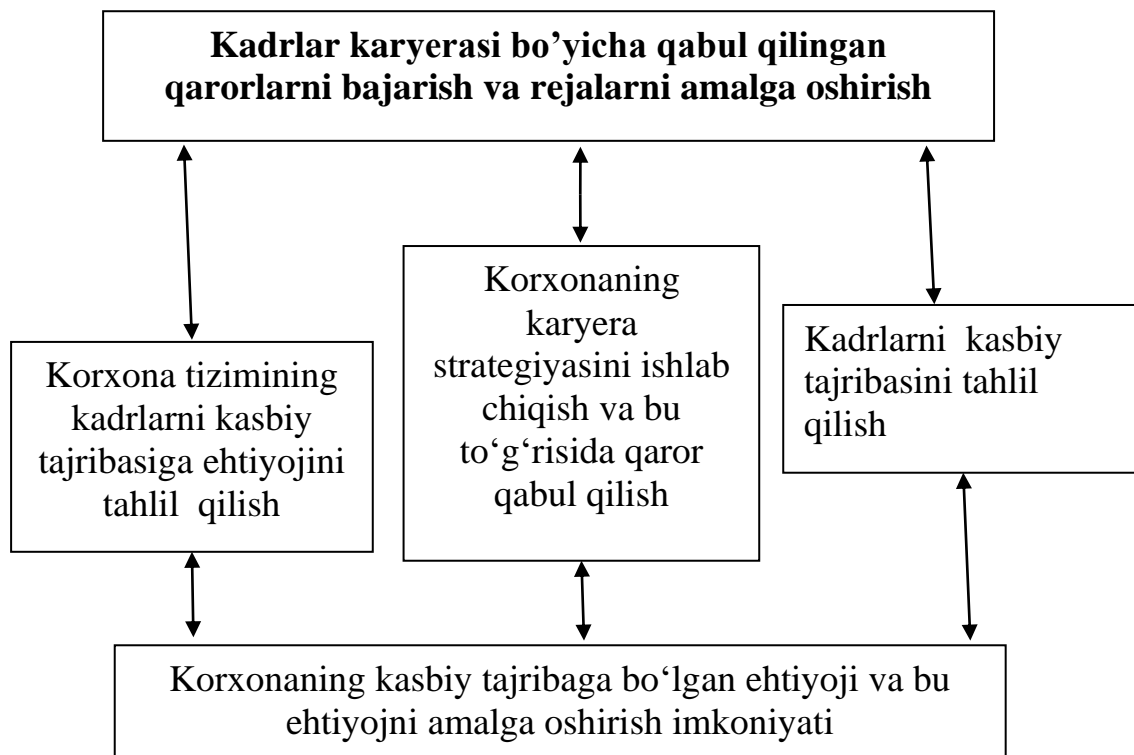 Kadrlar karyerasi bo’yicha qabul qilingan
qarorlarni bajarish va rejalarni amalga oshirish
Korxona tizimining
kadrlarni kasbiy
tajribasiga ehtiyojini
tahlil qilish
Korxonaning
karyera
strategiyasini ishlab
chiqish va bu
to‘g‘risida qaror
qabul qilish
Kadrlarni kasbiy
tajribasini tahlil
qilish
Korxonaning kasbiy tajribaga bo‘lgan ehtiyoji va bu
ehtiyojni amalga oshirish imkoniyati